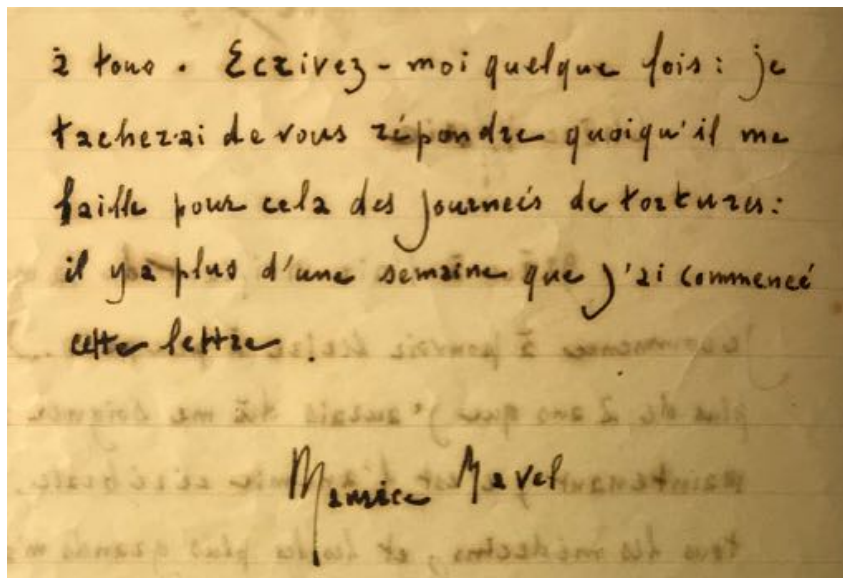 à tous. Ecrivez-moi quelque fois : je
tacherai de vous répondre quoiqu'il me
faille pour cela des journeés de tortures :
il y a plus d'une semaine que j'ai commencé
cette lettre.
Maurice Ravel